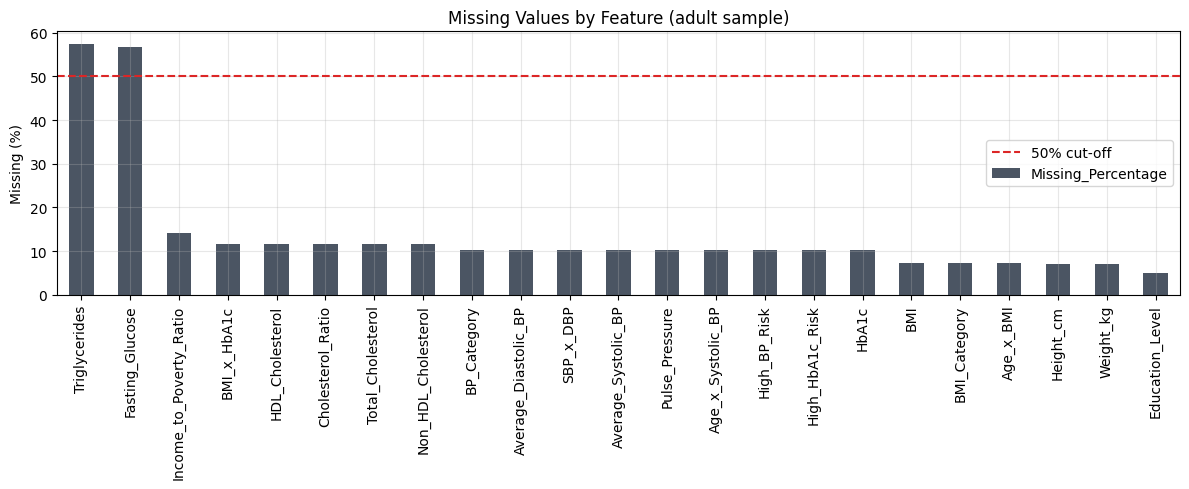 Missing Values by Feature (adult sample)
Missing (%)
60
50
40
30
20
10
0
50% cut-off
Missing_Percentage
Triglycerides
Fasting_Glucose
Income_to_Poverty_Ratio
BMI_x_HbA1c
HDL_Cholesterol
Cholesterol_Ratio
Total_Cholesterol
Non_HDL_Cholesterol
BP_Category
Average_Diastolic_BP
SBP_x_DBP
Average_Systolic_BP
Pulse_Pressure
Age_x_Systolic_BP
High_BP_Risk
High_HbA1c_Risk
HbA1c
BMI
BMI_Category
Age_x_BMI
Height_cm
Weight_kg
Education_Level